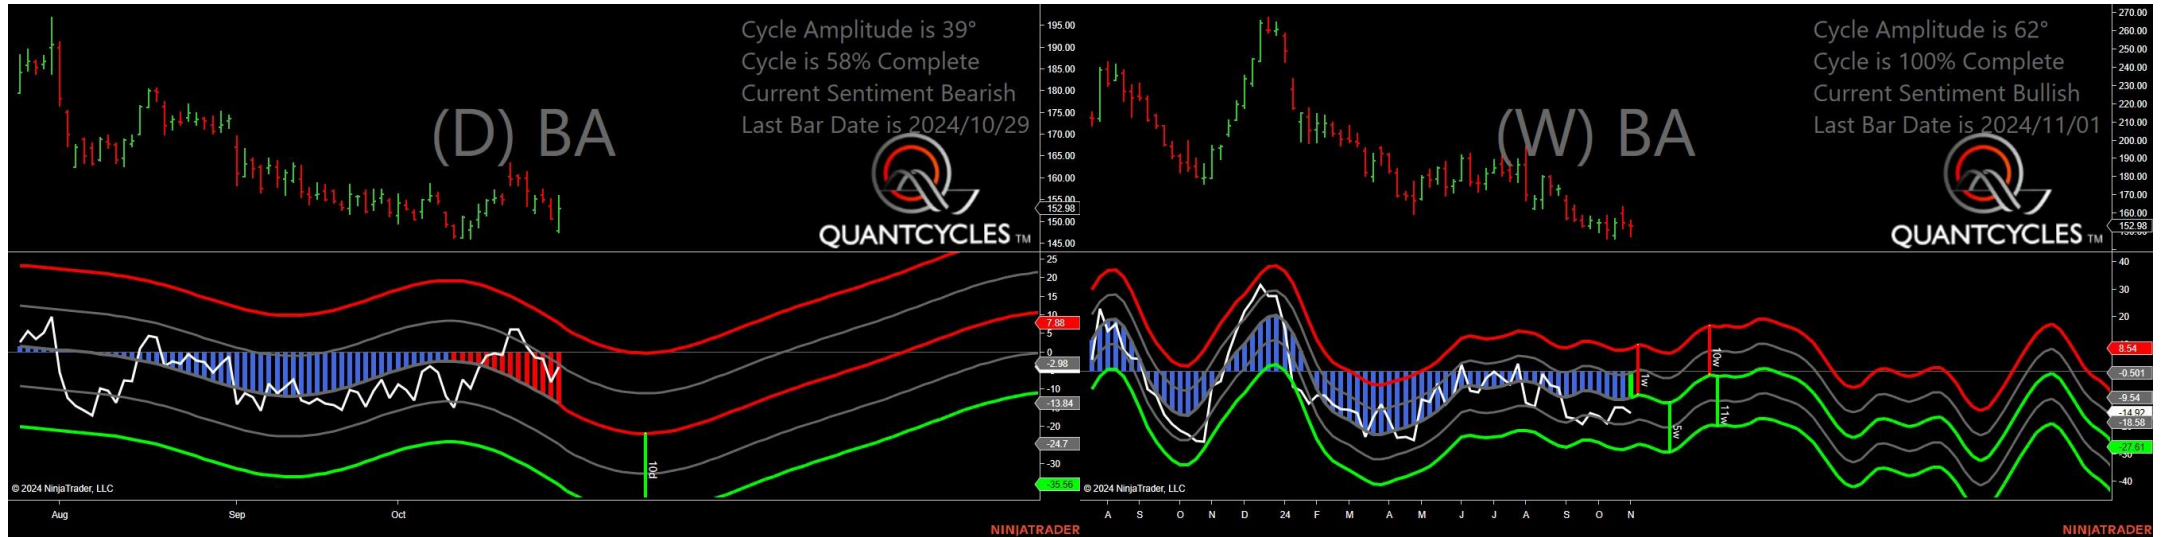 Cycle Amplitude is 39°
Cycle is 58% Complete
Current Sentiment Bearish
Last Bar Date is 2024/10/29
(D) BA
QUANTCYCLES TM
195.00
190.00
185.00
180.00
175.00
170.00
165.00
160.00
155.00
152.98
150.00
145.00
25
20
15
10
7.88
5
0
-2.98
-10
-13.84
-20
-24.7
-30
-35.56
10d
© 2024 NinjaTrader, LLC
Aug Sep Oct
NINJATRADER
Cycle Amplitude is 62°
Cycle is 100% Complete
Current Sentiment Bullish
Last Bar Date is 2024/11/01
(W) BA
QUANTCYCLES TM
270.00
260.00
250.00
240.00
230.00
220.00
210.00
200.00
190.00
180.00
170.00
160.00
152.98
40
30
20
10
8.54
-0.501
-9.54
-14.92
-18.58
-27.61
-30
-40
1w
10w
11w
5w
© 2024 NinjaTrader, LLC
A S O N D 24 F M A M J J A S O N
NINJATRADER